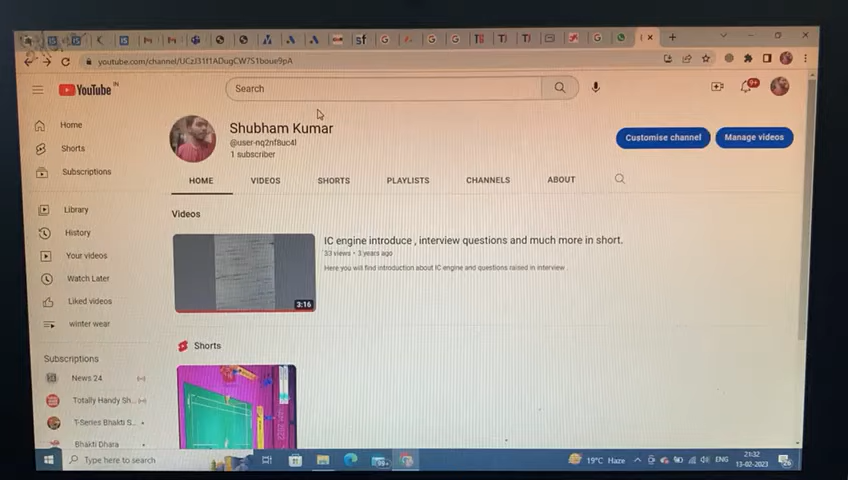 youtube.com/channel/UCzJ31f1ADugCW7S1boue9pA
YouTube IN
Search
9+
Home
Shorts
Subscriptions
Library
History
Your videos
Watch Later
Liked videos
winter wear
Subscriptions
News 24
Totally Handy Sh...
T-Series Bhakti S...
Bhakti Dhara
Shubham Kumar
@user-nq2nf8uc4l
1 subscriber
Customise channel
Manage videos
HOME VIDEOS SHORTS PLAYLISTS CHANNELS ABOUT
Videos
3:16
IC engine introduce , interview questions and much more in short.
33 views • 3 years ago
Here you will find introduction about IC engine and questions raised in interview
Shorts
Type here to search
99+
19°C Haze
ENG
21:32
13-02-2023
26